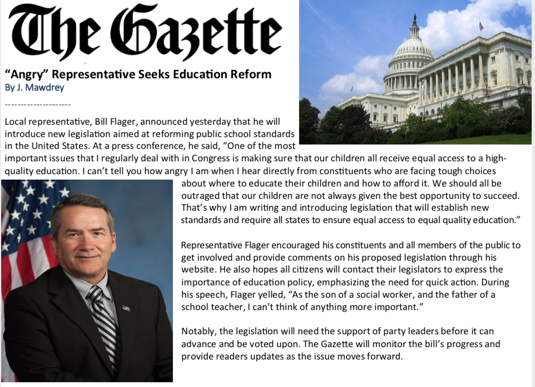 The Gazette
“Angry” Representative Seeks Education Reform
By J. Mawdrey
---------------------
Local representative, Bill Flager, announced yesterday that he will
introduce new legislation aimed at reforming public school standards
in the United States. At a press conference, he said, “One of the most
important issues that I regularly deal with in Congress is making sure that our children all receive equal access to a high-
quality education. I can’t tell you how angry I am when I hear directly from constituents who are facing tough choices
about where to educate their children and how to afford it. We should all be
outraged that our children are not always given the best opportunity to succeed.
That’s why I am writing and introducing legislation that will establish new
standards and require all states to ensure equal access to equal quality education.”
Representative Flager encouraged his constituents and all members of the public to
get involved and provide comments on his proposed legislation through his
website. He also hopes all citizens will contact their legislators to express the
importance of education policy, emphasizing the need for quick action. During
his speech, Flager yelled, “As the son of a social worker, and the father of a
school teacher, I can’t think of anything more important.”
Notably, the legislation will need the support of party leaders before it can
advance and be voted upon. The Gazette will monitor the bill’s progress and
provide readers updates as the issue moves forward.